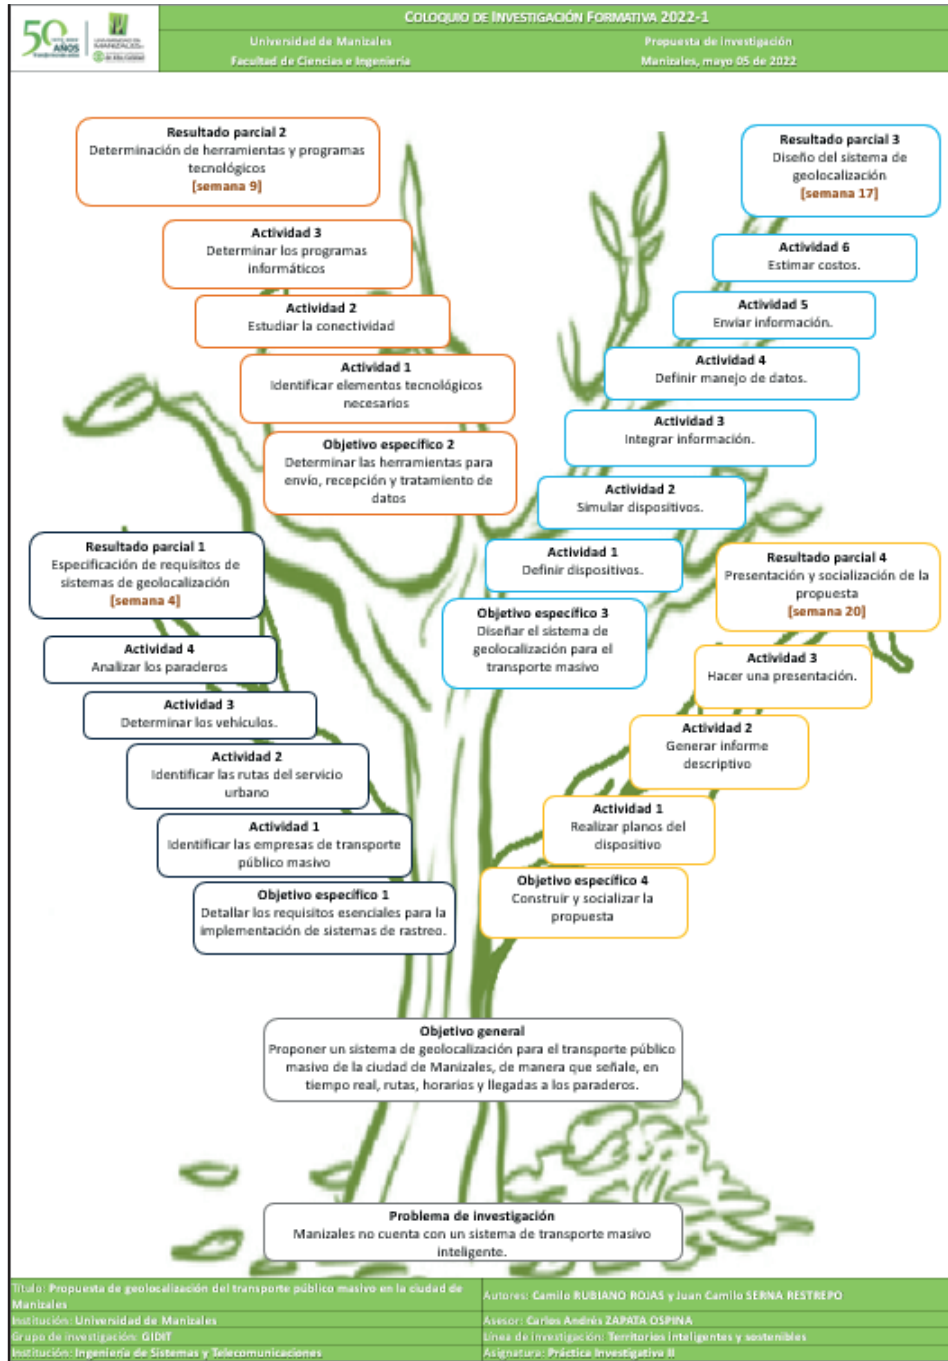 COLOQUIO DE INVESTIGACIÓN FORMATIVA 2022-1
50
AÑOS
UNIVERSIDAD DE
MANIZALES
Universidad de Manizales
Facultad de Ciencias e Ingeniería
Propuesta de investigación
Manizales, mayo 05 de 2022
Resultado parcial 2
Determinación de herramientas y programas
tecnológicos
[semana 9]
Actividad 3
Determinar los programas
informáticos
Actividad 2
Estudiar la conectividad
Actividad 1
Identificar elementos tecnológicos
necesarios
Objetivo específico 2
Determinar las herramientas para
envío, recepción y tratamiento de
datos
Resultado parcial 3
Diseño del sistema de
geolocalización
[semana 17]
Actividad 6
Estimar costos.
Actividad 5
Enviar información.
Actividad 4
Definir manejo de datos.
Actividad 3
Integrar información.
Actividad 2
Simular dispositivos.
Actividad 1
Definir dispositivos.
Objetivo específico 3
Diseñar el sistema de
geolocalización para el
transporte masivo
Resultado parcial 1
Especificación de requisitos de
sistemas de geolocalización
[semana 4]
Actividad 4
Analizar los paraderos
Actividad 3
Determinar los vehículos.
Actividad 2
Identificar las rutas del servicio
urbano
Actividad 1
Identificar las empresas de transporte
público masivo
Objetivo específico 1
Detallar los requisitos esenciales para la
implementación de sistemas de rastreo.
Resultado parcial 4
Presentación y socialización de la
propuesta
[semana 20]
Actividad 3
Hacer una presentación.
Actividad 2
Generar informe
descriptivo
Actividad 1
Realizar planos del
dispositivo
Objetivo específico 4
Construir y socializar la
propuesta
Objetivo general
Proponer un sistema de geolocalización para el transporte público
masivo de la ciudad de Manizales, de manera que señale, en
tiempo real, rutas, horarios y llegadas a los paraderos.
Problema de investigación
Manizales no cuenta con un sistema de transporte masivo
inteligente.
Título: Propuesta de geolocalización del transporte público masivo en la ciudad de
Manizales
Institución: Universidad de Manizales
Grupo de investigación: GIDIT
Institución: Ingeniería de Sistemas y Telecomunicaciones
Autores: Camilo RUBIANO ROJAS y Juan Camilo SERNA RESTREPO
Asesor: Carlos Andrés ZAPATA OSPINA
Línea de investigación: Territorios inteligentes y sostenibles
Asignatura: Práctica Investigativa II